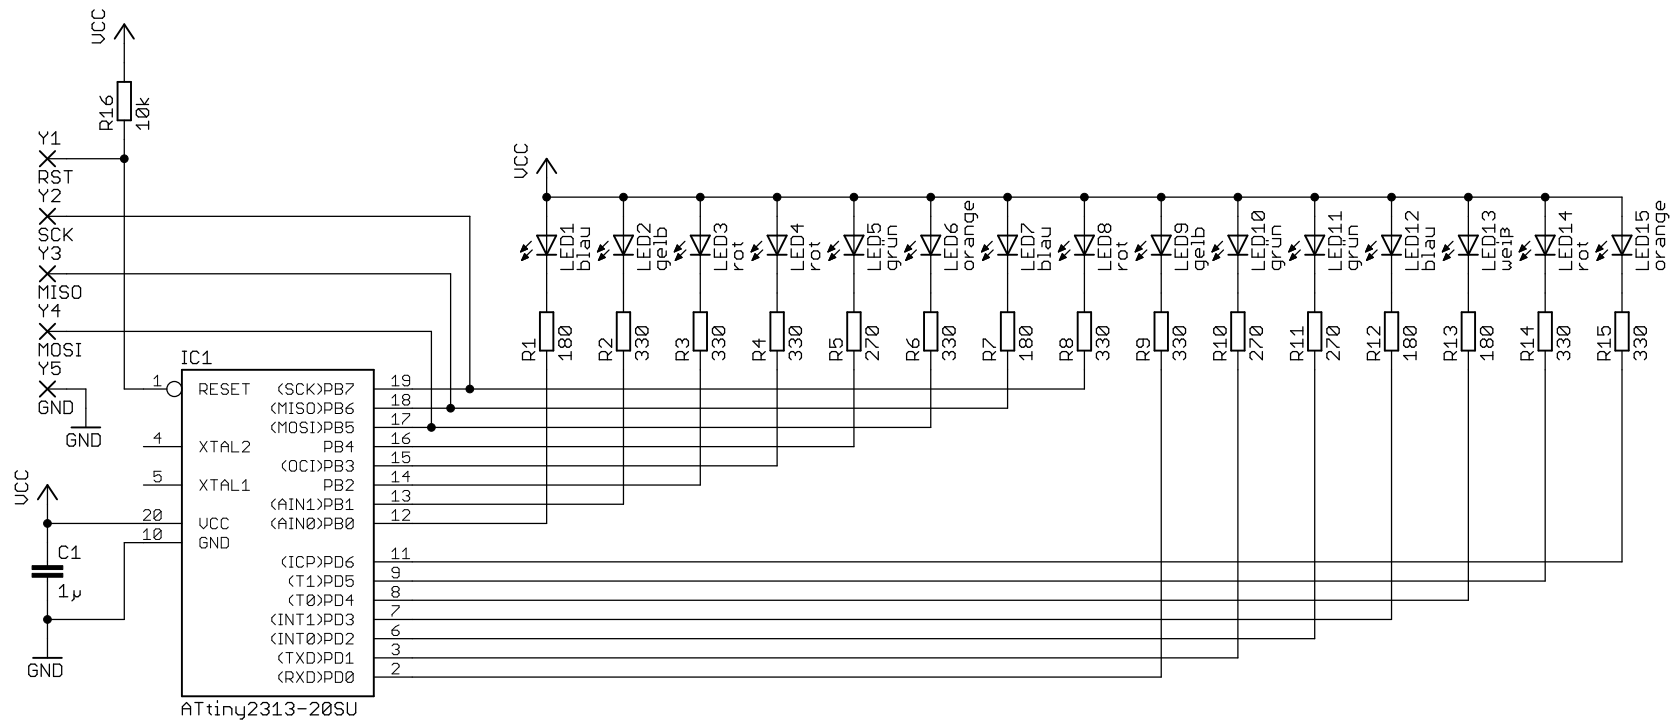 VCC
R16
10k
Y1
RST
Y2
SCK
Y3
MISO
Y4
MOSI
Y5
GND
GND
VCC
C1
1µ
GND
IC1
1
4
5
20
10
RESET
XTAL2
XTAL1
VCC
GND
(SCK)PB7
(MISO)PB6
(MOSI)PB5
PB4
(OCI)PB3
PB2
(AIN1)PB1
(AIN0)PB0
(ICP)PD6
(T1)PD5
(T0)PD4
(INT1)PD3
(INT0)PD2
(TXD)PD1
(RXD)PD0
19
18
17
16
15
14
13
12
11
9
8
7
6
3
2
ATtiny2313-20SU
VCC
LED1
blau
LED2
gelb
LED3
rot
LED4
rot
LED5
grün
LED6
orange
LED7
blau
LED8
rot
LED9
gelb
LED10
grün
LED11
grün
LED12
blau
LED13
weiß
LED14
rot
LED15
orange
R1
180
R2
330
R3
330
R4
330
R5
270
R6
330
R7
180
R8
330
R9
330
R10
270
R11
270
R12
180
R13
180
R14
330
R15
330